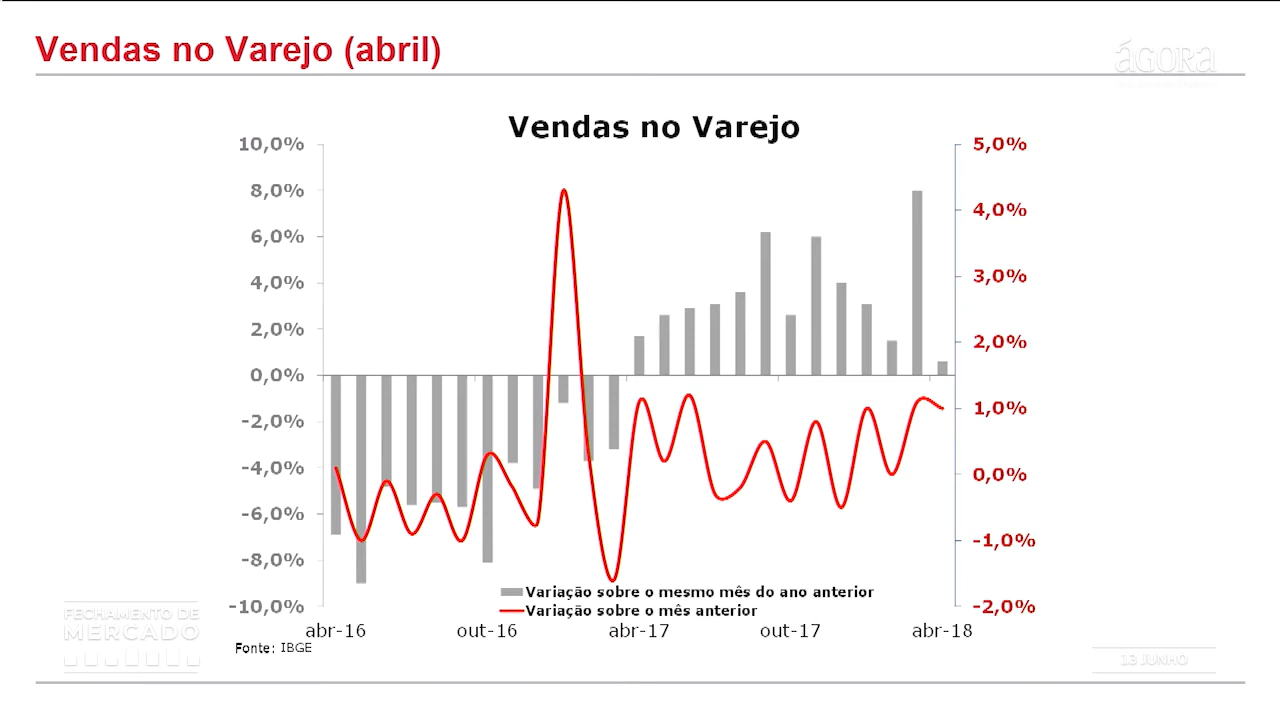 Vendas no Varejo (abril)
ágora
Vendas no Varejo
10,0%
8,0%
6,0%
4,0%
2,0%
0,0%
-2,0%
-4,0%
-6,0%
-8,0%
-10,0%
5,0%
4,0%
3,0%
2,0%
1,0%
0,0%
-1,0%
-2,0%
Variação sobre o mesmo mês do ano anterior
Variação sobre o mês anterior
abr-16 out-16 abr-17 out-17 abr-18
Fonte: IBGE
FECHAMENTO DE
MERCADO
13 JUNHO